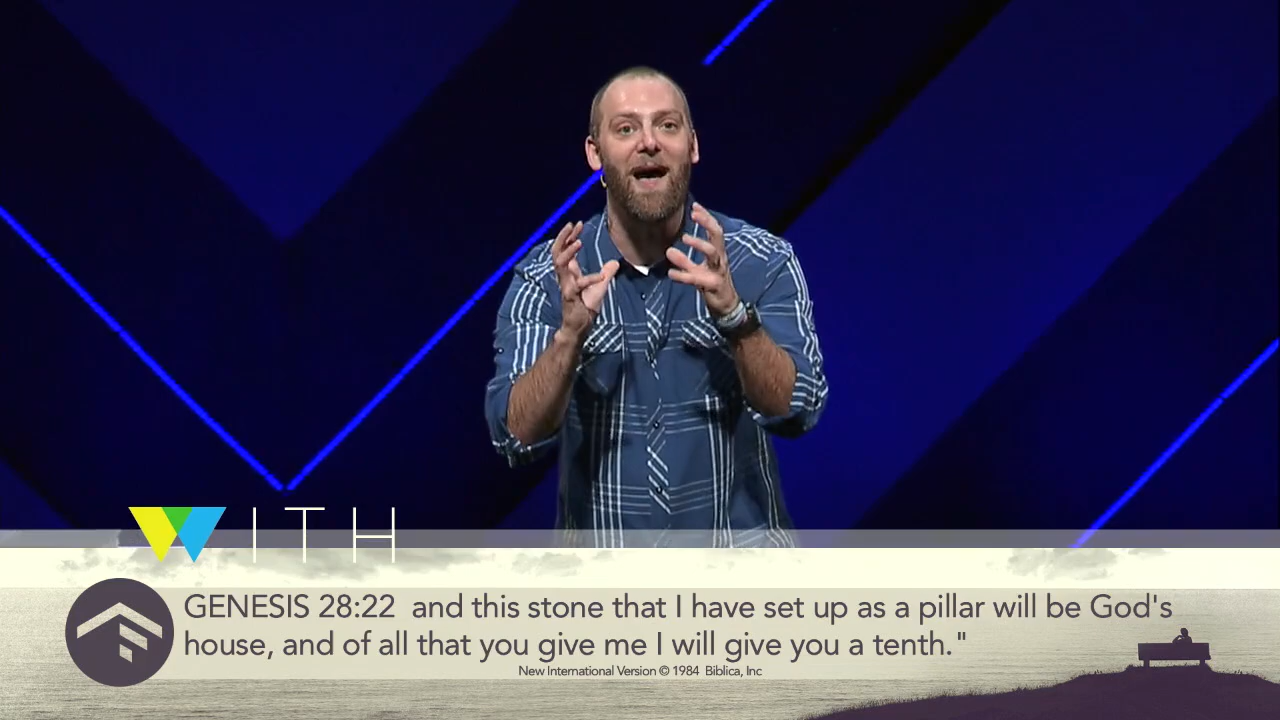 WITH
GENESIS 28:22 and this stone that I have set up as a pillar will be God's
house, and of all that you give me I will give you a tenth."
New International Version © 1984 Biblica, Inc